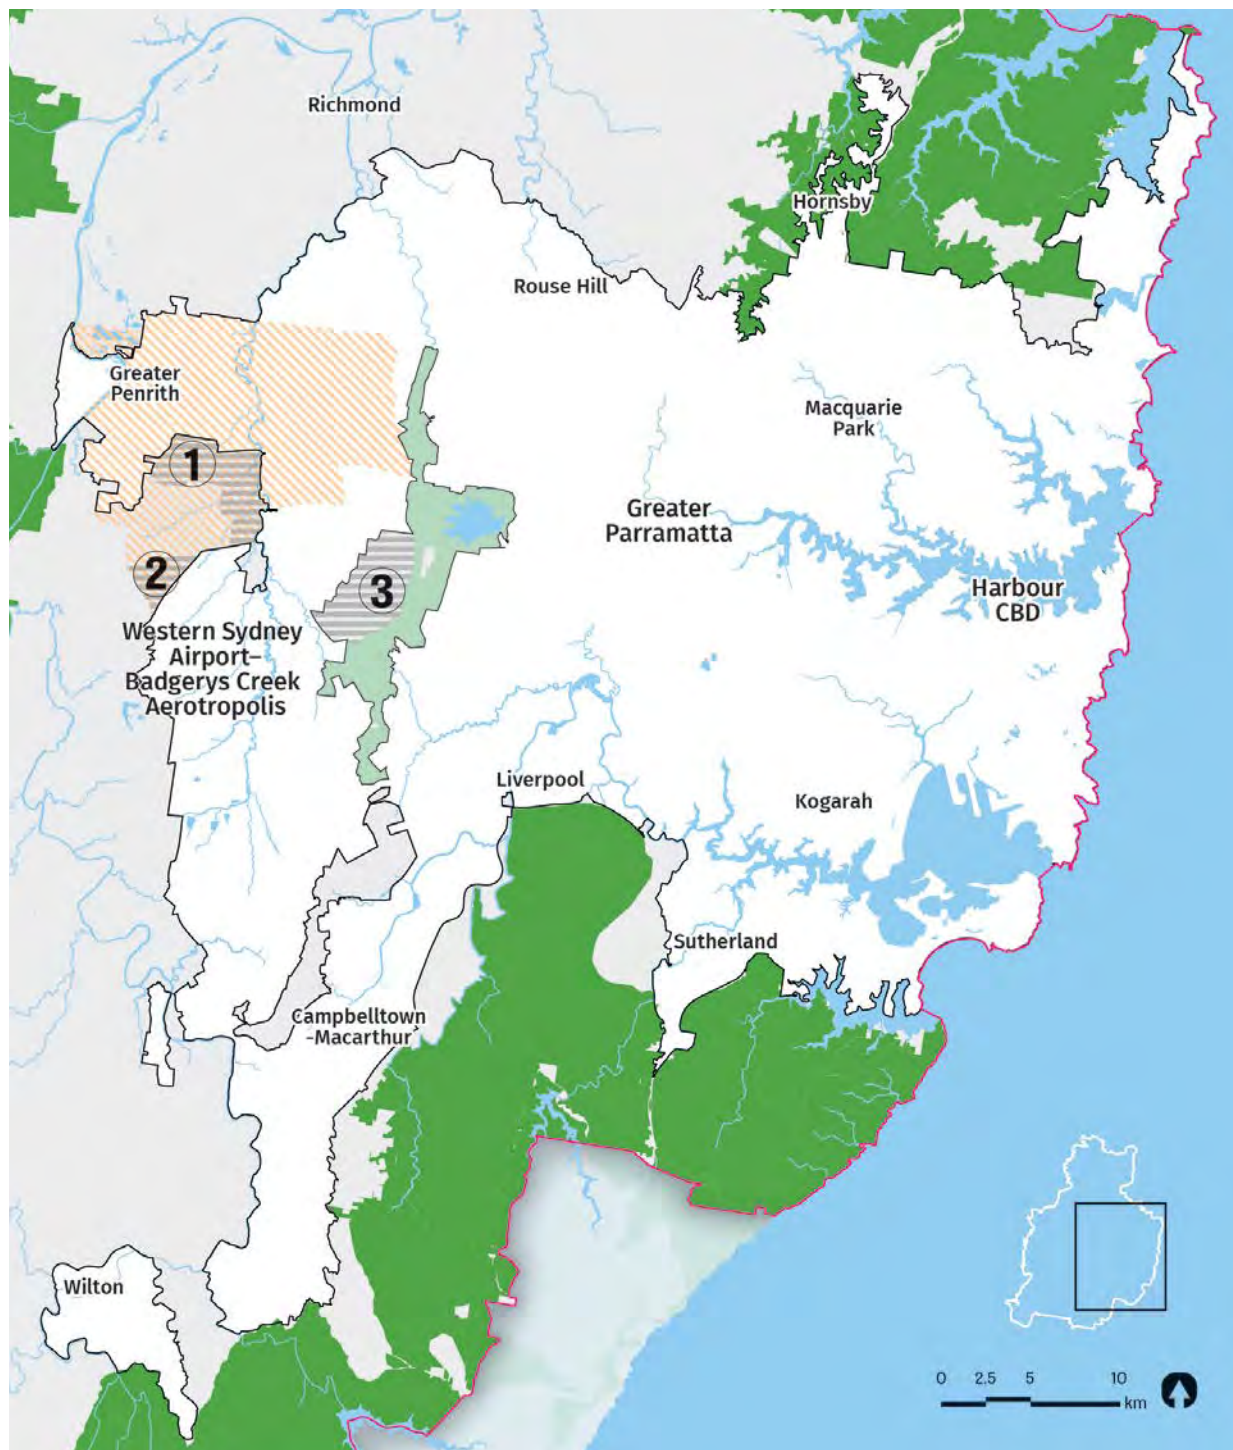 Richmond
Hornsby
Rouse Hill
Greater
Penrith
Macquarie
Park
1
Greater
Parramatta
2
3
Harbour
CBD
Western Sydney
Airport–
Badgerys Creek
Aerotropolis
Liverpool
Kogarah
Sutherland
Campbelltown
-Macarthur
Wilton
0 2.5 5 10
km